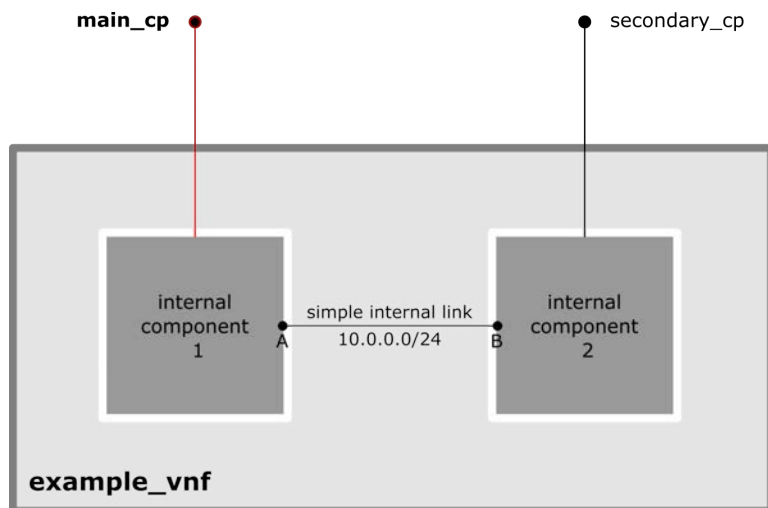 main_cp
secondary_cp
internal
component
1
simple internal link
10.0.0.0/24
A
B
internal
component
2
example_vnf